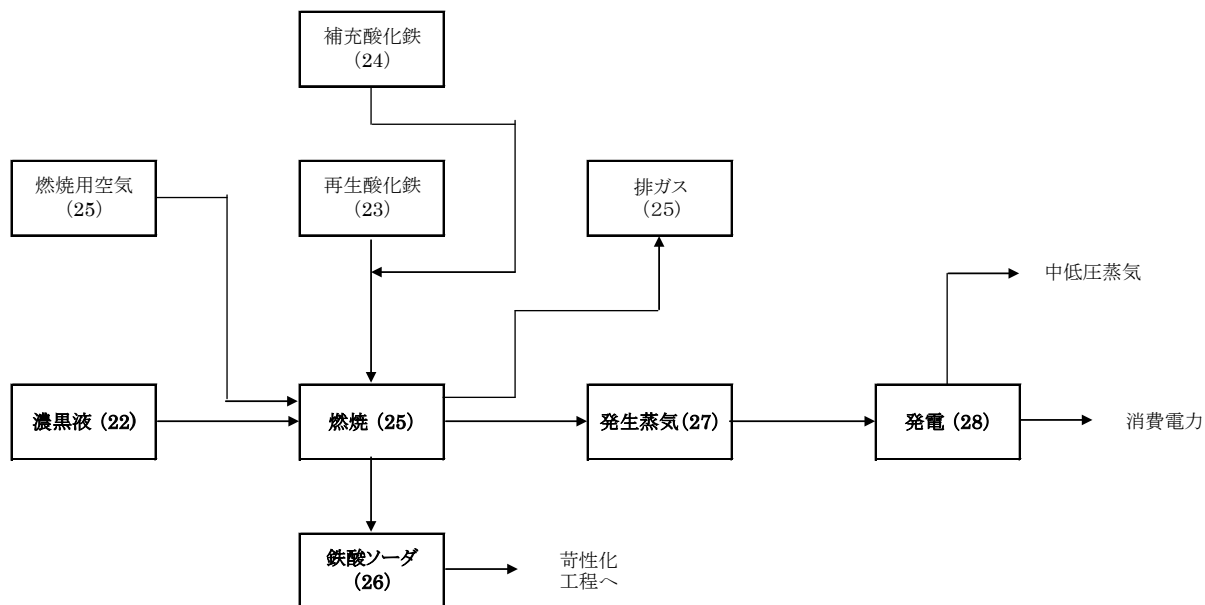 補充酸化鉄
（24）
燃焼用空気
(25)
再生酸化鉄
(23)
排ガス
（25）
中低圧蒸気
濃黒液 (22)
燃焼 (25)
発生蒸気(27)
発電 (28)
消費電力
鉄酸ソーダ
(26)
苛性化
工程へ